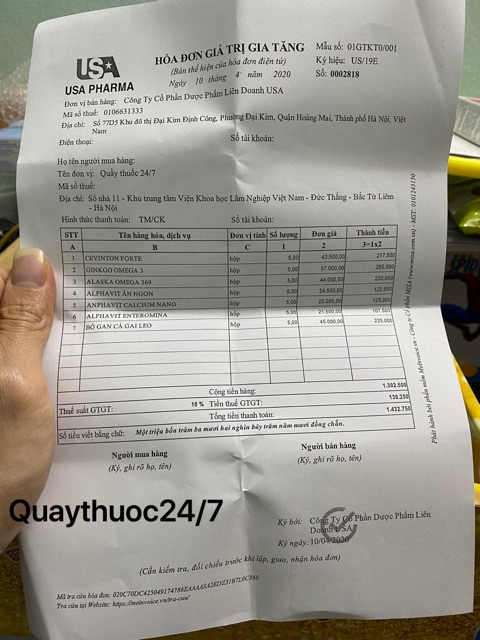 USA
USA PHARMA
HÓA ĐƠN GIÁ TRỊ GIA TĂNG
(Bản thể hiện của hóa đơn điện tử)
Ngày 10 tháng 4 năm 2020
Mẫu số: 01GTKT0/001
Ký hiệu: US/19E
Số: 0002818
Đơn vị bán hàng: Công Ty Cổ Phần Dược Phẩm Liên Doanh USA
Mã số thuế: 0106631333
Địa chỉ: Số 77D5 Khu đô thị Đại Kim Định Công, Phường Đại Kim, Quận Hoàng Mai, Thành phố Hà Nội, Việt
Nam
Điện thoại: Số tài khoản:
Họ tên người mua hàng:
Tên đơn vị: Quầy thuốc 24/7
Mã số thuế:
Địa chỉ: Số nhà 11 - Khu trung tâm Viện Khoa học Lâm Nghiệp Việt Nam - Đức Thắng - Bắc Từ Liêm
- Hà Nội
Hình thức thanh toán: TM/CK Số tài khoản:
STT Tên hàng hóa, dịch vụ Đơn vị tính Số lượng Đơn giá Thành tiền
A B C 1 2 3=1x2
1 CEVINTON FORTE hộp 5,00 43.500,00 217.500
2 GINKGO OMEGA 3 hộp 5,00 57.000,00 285.000
3 ALASKA OMEGA 369 hộp 5,00 44.000,00 220.000
4 ALPHAVIT ĂN NGON hộp 5,00 24.500,00 122.500
5 ANPHAVIT CALCIUM NANO hộp 5,00 25.000,00 125.000
6 ALPHAVIT ENTEROMINA hộp 5,00 21.500,00 107.500
7 BỔ GAN CÀ GAI LEO hộp 5,00 45.000,00 225.000
Cộng tiền hàng: 1.302.500
Thuế suất GTGT: 10 % Tiền thuế GTGT: 130.250
Tổng tiền thanh toán: 1.432.750
Số tiền viết bằng chữ: Một triệu bốn trăm ba mươi hai nghìn bảy trăm năm mươi đồng chẵn.
Người mua hàng Người bán hàng
(Ký, ghi rõ họ, tên) (Ký, ghi rõ họ, tên)
Quaythuoc24/7
Ký bởi: Công Ty Cổ Phần Dược Phẩm Liên
Doanh USA
Ký ngày: 10/04/2020
(Cần kiểm tra, đối chiếu trước khi lập, giao, nhận hóa đơn)
Tra cứu tại Website: https://meinvoice.vn/tra-cuu/